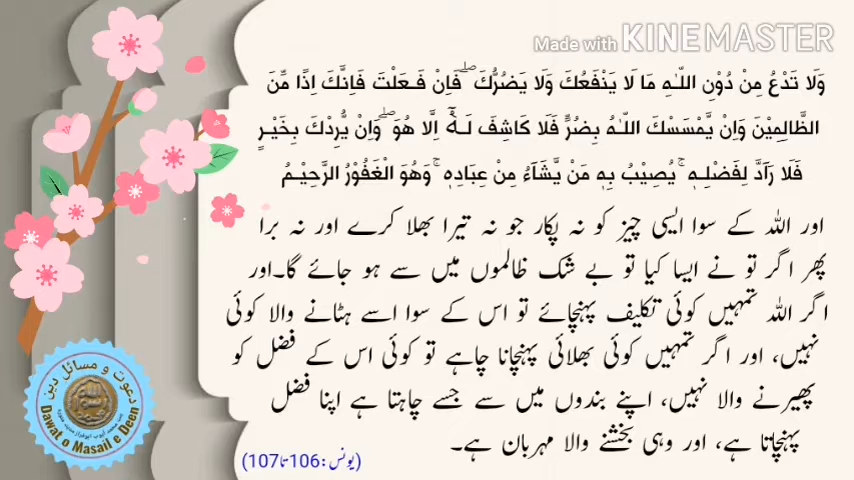 Made with KINEMASTER
وَلَا تَدْعُ مِنْ دُوْنِ اللّٰهِ مَا لَا يَنْفَعُكَ وَلَا يَضُرُّكَ ۖ فَاِنْ فَعَلْتَ فَاِنَّكَ اِذًا مِّنَ
الظَّالِمِيْنَ وَاِنْ يَّمْسَسْكَ اللّٰهُ بِضُرٍّ فَلَا كَاشِفَ لَهٝٓ اِلَّا هُوَ ۖ وَاِنْ يُّرِدْكَ بِخَيْرٍ
فَلَا رَآدَّ لِفَضْلِهٖ ۚ يُصِيْبُ بِهٖ مَنْ يَّشَآءُ مِنْ عِبَادِهٖ ۚ وَهُوَ الْغَفُوْرُ الرَّحِيْمُ
اور اللہ کے سوا ایسی چیز کو نہ پکار جو نہ تیرا بھلا کرے اور نہ برا
پھر اگر تو نے ایسا کیا تو بے شک ظالموں میں سے ہو جائے گا۔اور
اگر اللہ تمہیں کوئی تکلیف پہنچائے تو اس کے سوا اسے ہٹانے والا کوئی
نہیں، اور اگر تمہیں کوئی بھلائی پہنچانا چاہے تو کوئی اس کے فضل کو
پھیرنے والا نہیں، اپنے بندوں میں سے جسے چاہتا ہے اپنا فضل
پہنچاتا ہے، اور وہی بخشنے والا مہربان ہے۔
(یونس:106تا107)
دعوت و مسائل دین
Dawat o Masail e Deen